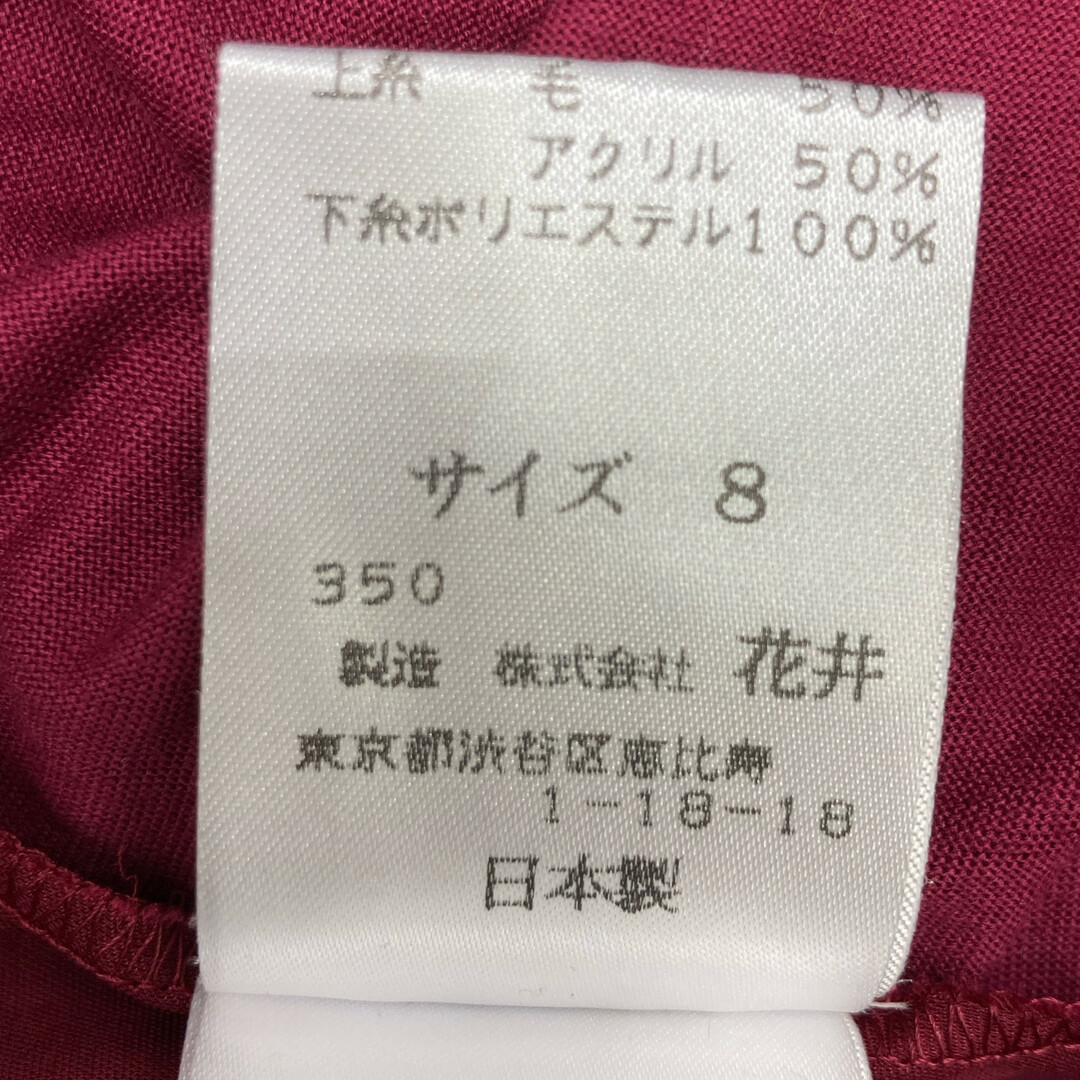 上糸 毛 50%
アクリル 50%
下糸ポリエステル100%
サイズ 8
350
製造 株式会社 花井
東京都渋谷区恵比寿
1-18-18
日本製